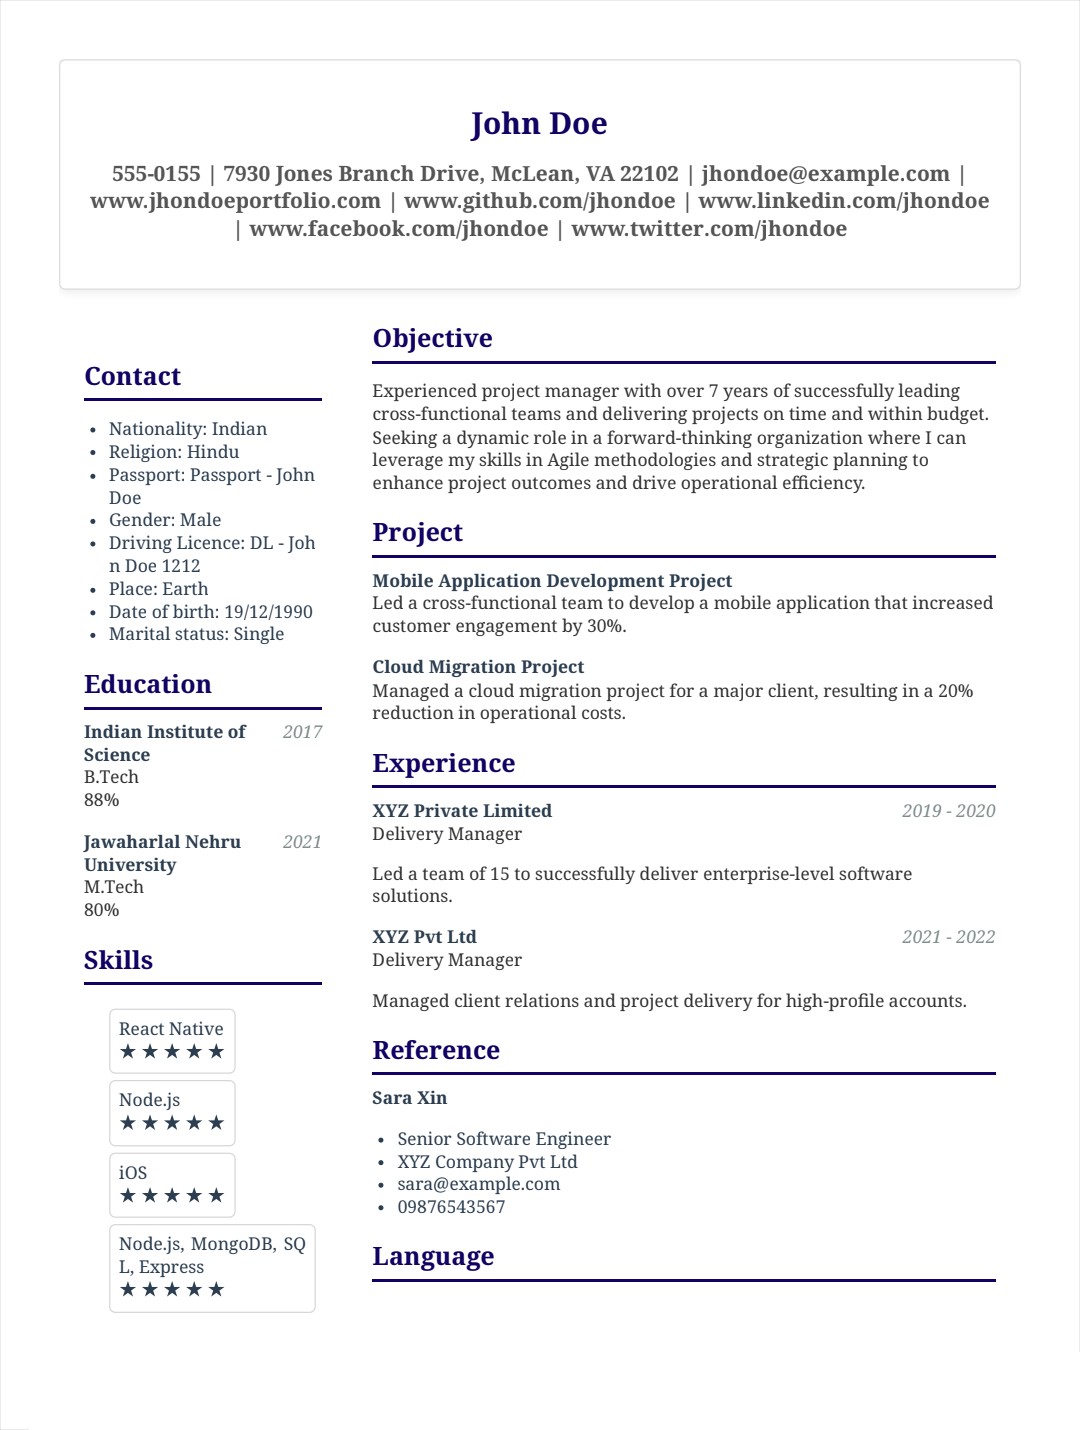 John Doe
555-0155 | 7930 Jones Branch Drive, McLean, VA 22102 | jhondoe@example.com |
www.jhondoeportfolio.com | www.github.com/jhondoe | www.linkedin.com/jhondoe
| www.facebook.com/jhondoe | www.twitter.com/jhondoe
Contact
• Nationality: Indian
• Religion: Hindu
• Passport: Passport - John
Doe
• Gender: Male
• Driving Licence: DL - Joh
n Doe 1212
• Place: Earth
• Date of birth: 19/12/1990
• Marital status: Single
Education
Indian Institute of 2017
Science
B.Tech
88%
Jawaharlal Nehru 2021
University
M.Tech
80%
Skills
React Native
★ ★ ★ ★ ★
Node.js
★ ★ ★ ★ ★
iOS
★ ★ ★ ★ ★
Node.js, MongoDB, SQ
L, Express
★ ★ ★ ★ ★
Objective
Experienced project manager with over 7 years of successfully leading
cross-functional teams and delivering projects on time and within budget.
Seeking a dynamic role in a forward-thinking organization where I can
leverage my skills in Agile methodologies and strategic planning to
enhance project outcomes and drive operational efficiency.
Project
Mobile Application Development Project
Led a cross-functional team to develop a mobile application that increased
customer engagement by 30%.
Cloud Migration Project
Managed a cloud migration project for a major client, resulting in a 20%
reduction in operational costs.
Experience
XYZ Private Limited 2019 - 2020
Delivery Manager
Led a team of 15 to successfully deliver enterprise-level software
solutions.
XYZ Pvt Ltd 2021 - 2022
Delivery Manager
Managed client relations and project delivery for high-profile accounts.
Reference
Sara Xin
• Senior Software Engineer
• XYZ Company Pvt Ltd
• sara@example.com
• 09876543567
Language